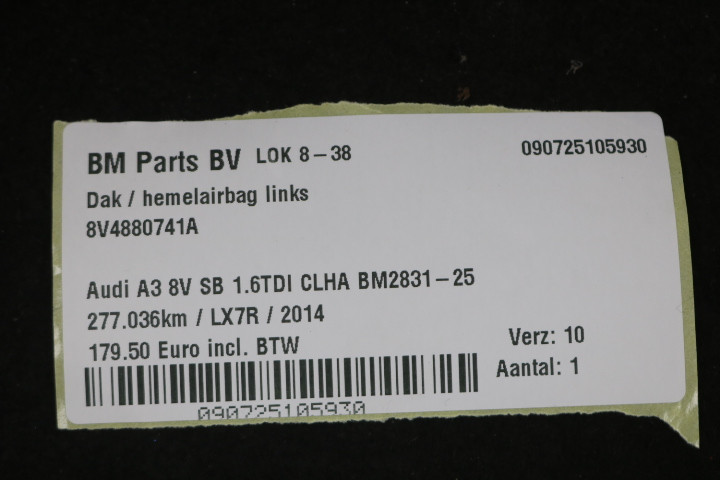 BM Parts BV LOK 8-38 090725105930
Dak / hemelairbag links
8V4880741A
Audi A3 8V SB 1.6TDI CLHA BM2831-25
277.036km / LX7R / 2014
179.50 Euro incl. BTW
Verz: 10
Aantal: 1
090725105930